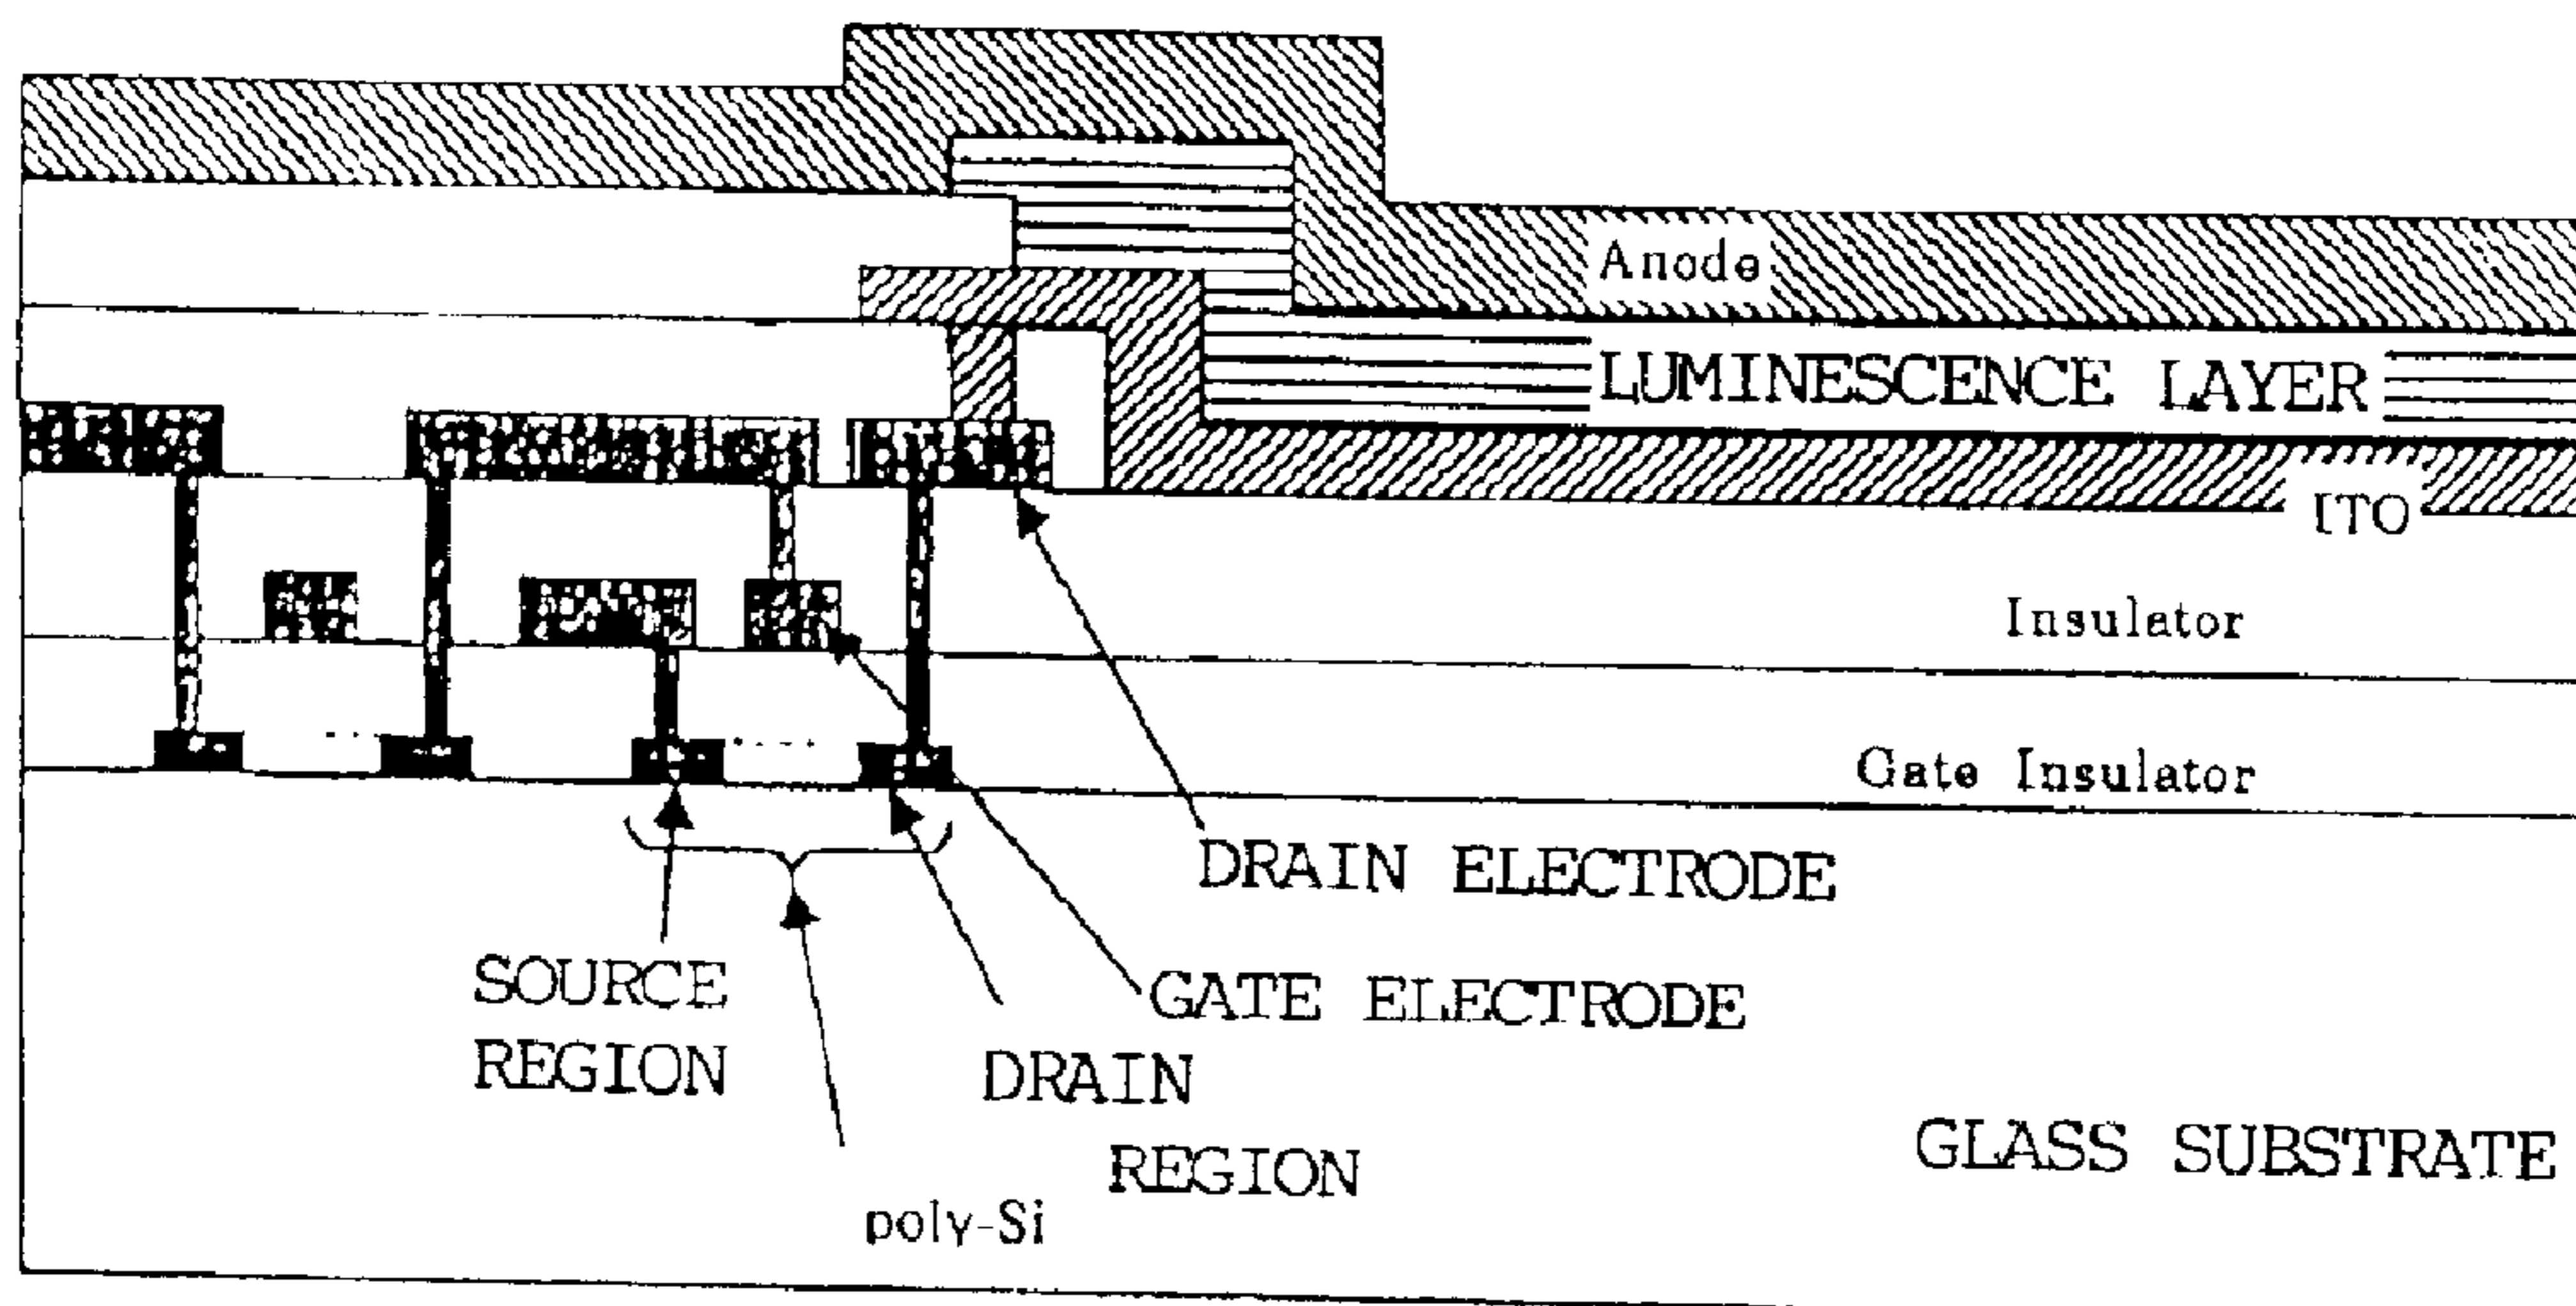 Anode
LUMINESCENCE LAYER
ITO
Insulator
Gate Insulator
DRAIN ELECTRODE
SOURCE
REGION
GATE ELECTRODE
DRAIN
REGION
GLASS SUBSTRATE
poly-Si